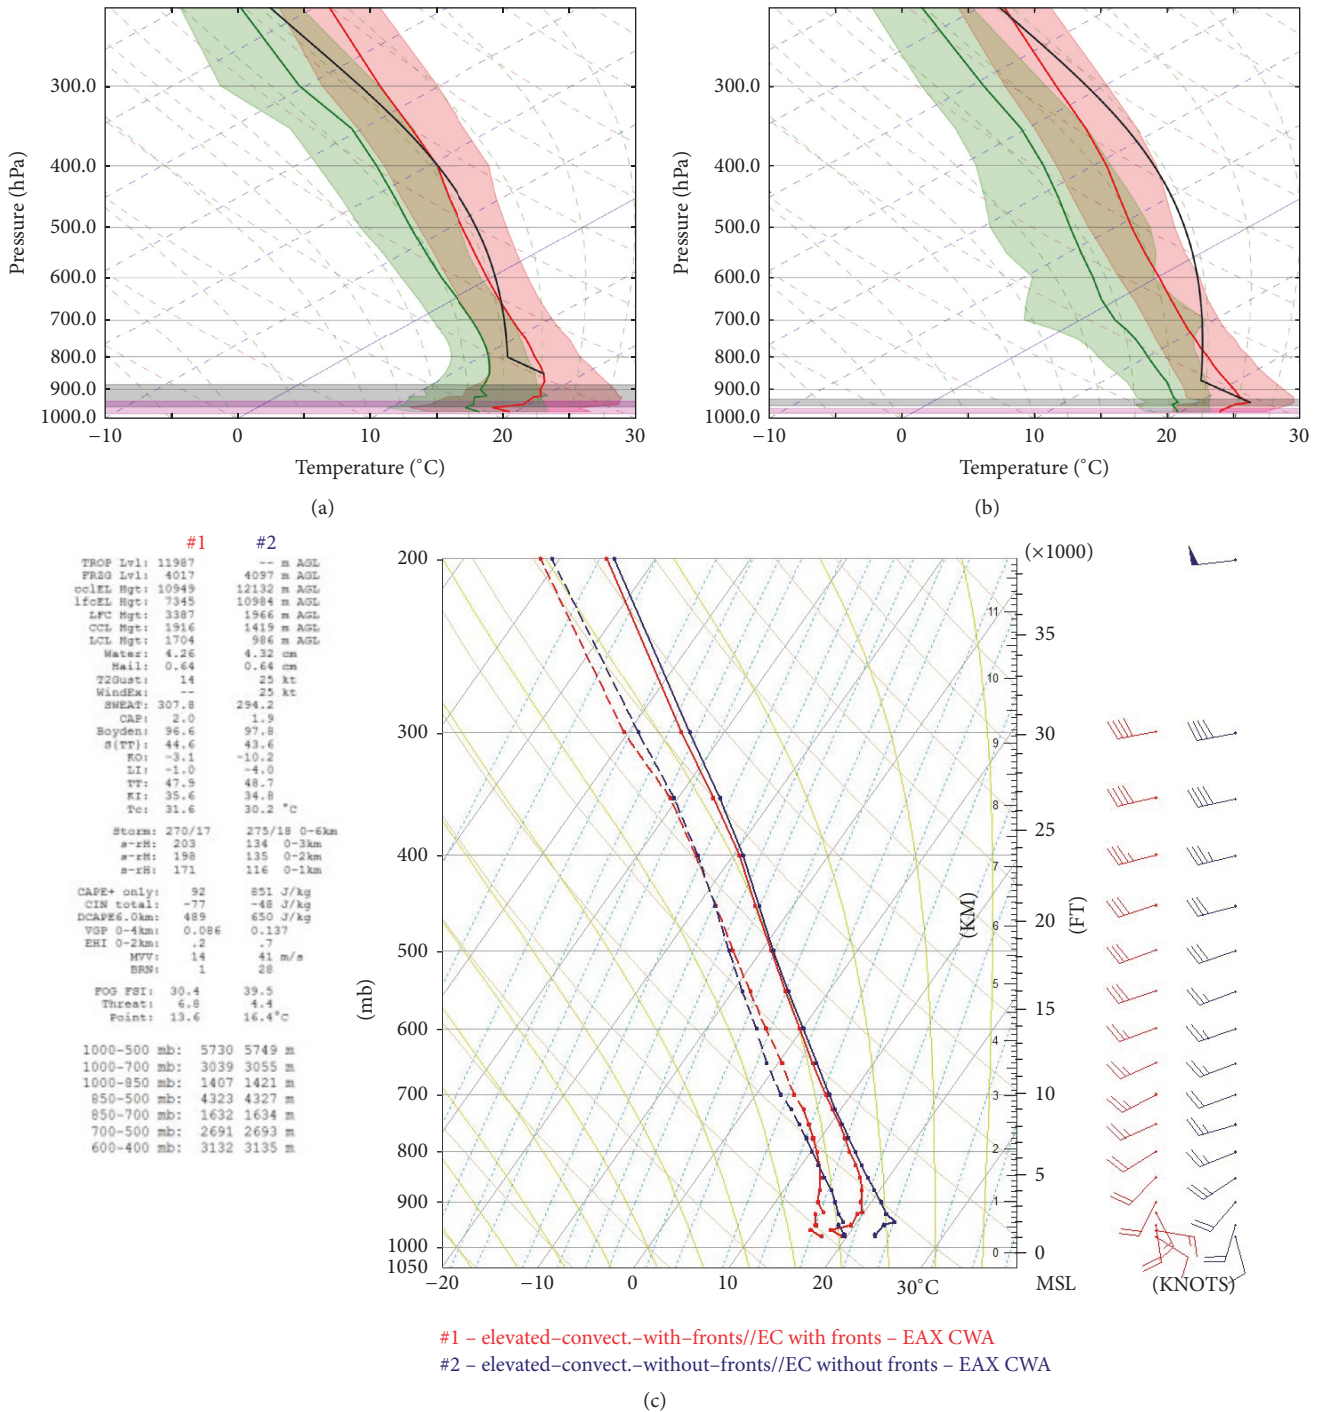 300.0
400.0
500.0
600.0
700.0
800.0
900.0
1000.0
Pressure (hPa)
−10 0 10 20 30
Temperature (°C)
(a)
300.0
400.0
500.0
600.0
700.0
800.0
900.0
1000.0
Pressure (hPa)
−10 0 10 20 30
Temperature (°C)
(b)
#1 #2
TROP Lvl: 11987 -- m AGL
FRZG Lvl: 4017 4097 m AGL
cclEL Hgt: 10949 12132 m AGL
lfcEL Hgt: 7345 10984 m AGL
LFC Hgt: 3387 1966 m AGL
CCL Hgt: 1916 1419 m AGL
LCL Hgt: 1704 986 m AGL
Water: 4.26 4.32 cm
Hail: 0.64 0.64 cm
T2Gust: 14 25 kt
WindEx: -- 25 kt
SWEAT: 307.8 294.2
CAP: 2.0 1.9
Boyden: 96.6 97.8
S(TT): 44.6 43.6
KO: -3.1 -10.2
LI: -1.0 -4.0
TT: 47.9 48.7
KI: 35.6 34.8
Tc: 31.6 30.2 °C
Storm: 270/17 275/18 0-6km
s-rH: 203 134 0-3km
s-rH: 198 135 0-2km
s-rH: 171 116 0-1km
CAPE+ only: 92 851 J/kg
CIN total: -77 -48 J/kg
DCAPE6.0km: 489 650 J/kg
VGP 0-4km: 0.086 0.137
EHI 0-2km: .2 .7
MVV: 14 41 m/s
BRN: 1 28
FOG FSI: 30.4 39.5
Threat: 6.8 4.4
Point: 13.6 16.4°C
1000-500 mb: 5730 5749 m
1000-700 mb: 3039 3055 m
1000-850 mb: 1407 1421 m
850-500 mb: 4323 4327 m
850-700 mb: 1632 1634 m
700-500 mb: 2691 2693 m
600-400 mb: 3132 3135 m
200
300
400
500
600
700
800
900
1000
1050
(mb)
−20 −10 0 10 20 30°C
11
10
9
8
7
6
5
4
3
2
1
0
(KM)
(×1000)
35
30
25
20
15
10
5
0
(FT)
MSL (KNOTS)
#1 – elevated–convect.–with–fronts//EC with fronts – EAX CWA
#2 – elevated–convect.–without–fronts//EC without fronts – EAX CWA
(c)